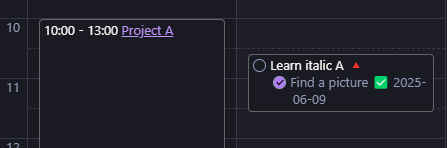 10
10:00 - 13:00 Project A
Learn italic A 🔺
Find a picture ✅ 2025-
06-09
11
12